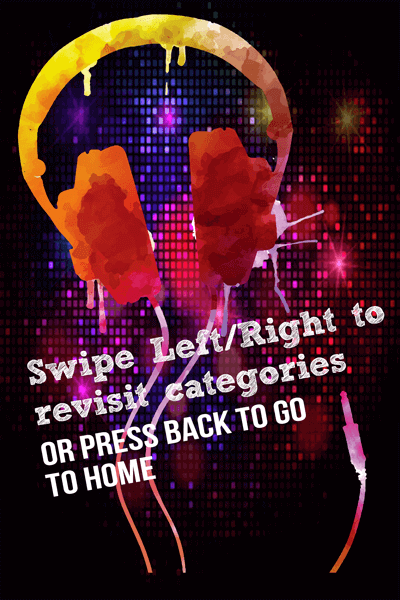 Swipe Left/Right to
revisit categories
OR PRESS BACK TO GO
TO HOME